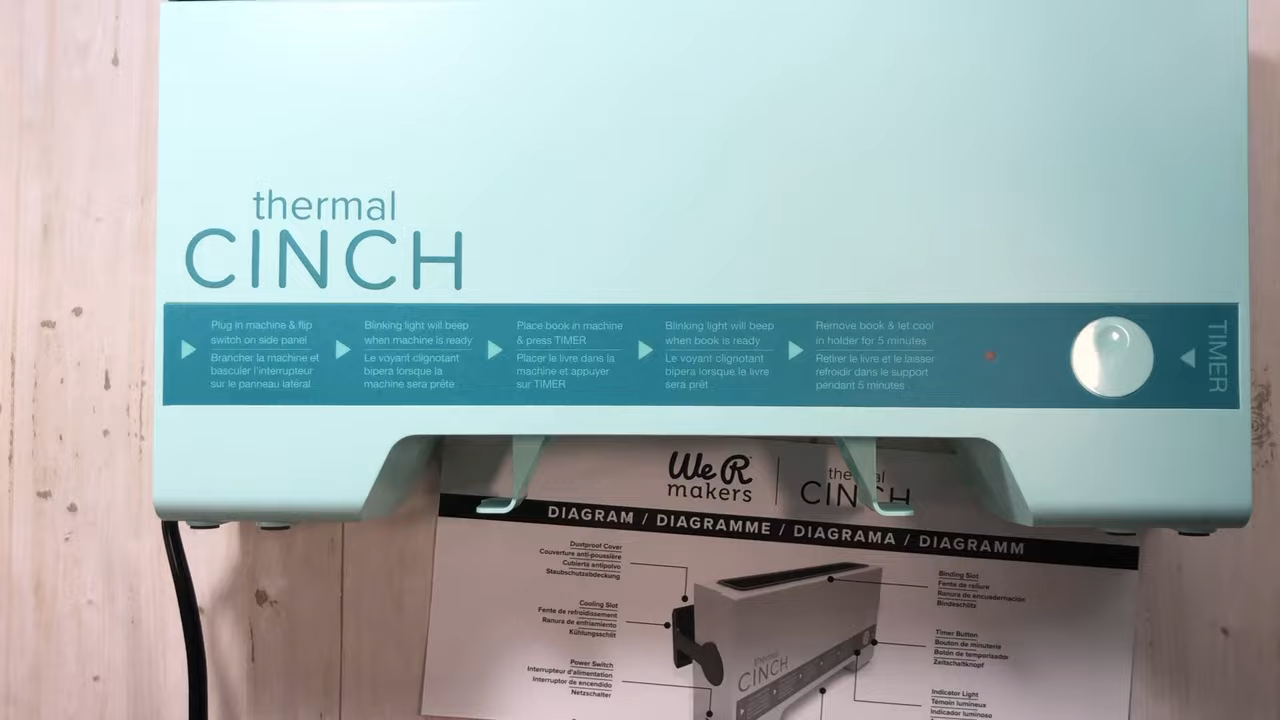 thermal
CINCH
Plug in machine & flip
switch on side panel
Brancher la machine et
basculer l'interrupteur
sur le panneau latéral
Blinking light will beep
when machine is ready
Le voyant clignotant
bipera lorsque la
machine sera prête
Place book in machine
& press TIMER
Placer le livre dans la
machine et appuyer
sur TIMER
Blinking light will beep
when book is ready
Le voyant clignotant
bipera lorsque le livre
sera prêt
Remove book & let cool
in holder for 5 minutes
Retirer le livre et le laisser
refroidir dans le support
pendant 5 minutes
TIMER
We R
makers
thermal
CINCH
DIAGRAM / DIAGRAMME / DIAGRAMA / DIAGRAMM
Dustproof Cover
Couverture anti-poussière
Cubierta antipolvo
Staubschutzabdeckung
Cooling Slot
Fente de refroidissement
Ranura de enfriamiento
Kühlungsschlit
Power Switch
Interrupteur d'alimentation
Interruptor de encendido
Netzschalter
Binding Slot
Fente de reliure
Ranura de encuadernación
Bindeschlitz
Timer Button
Bouton de minuterie
Botón de temporizador
Zeitschaltknopf
Indicator Light
Témoin lumineux
Indicador luminoso
thermal
CINCH